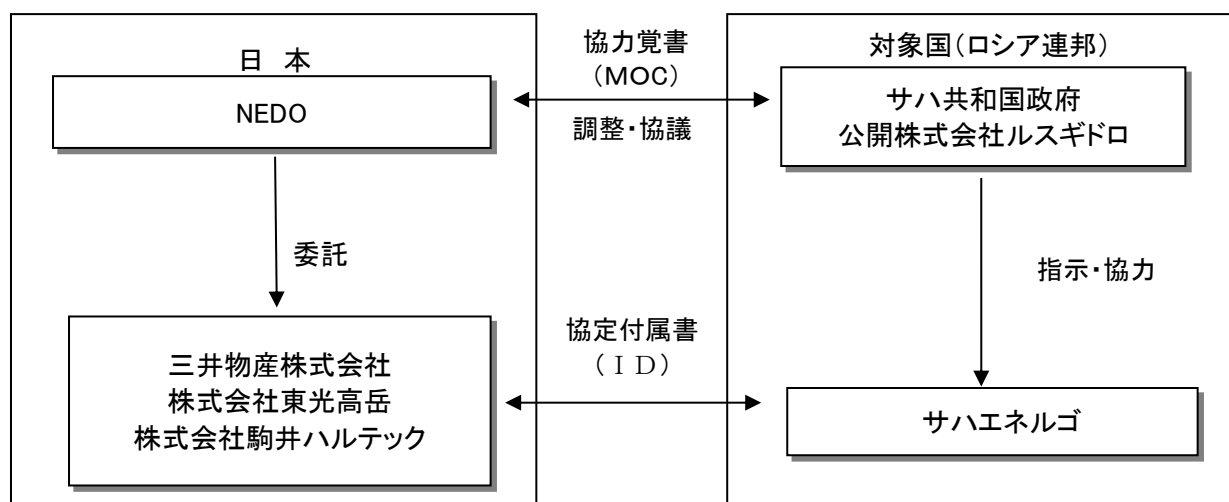 日 本
NEDO
委託
三井物産株式会社
株式会社東光高岳
株式会社駒井ハルテック
協力覚書
(MOC)
調整・協議
協定付属書
(ID)
対象国(ロシア連邦)
サハ共和国政府
公開株式会社ルスギドロ
指示・協力
サハエネルゴ